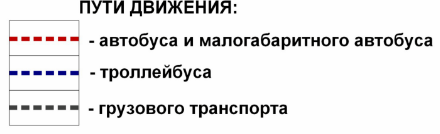 ПУТИ ДВИЖЕНИЯ:
- автобуса и малогабаритного автобуса
- троллейбуса
- грузового транспорта